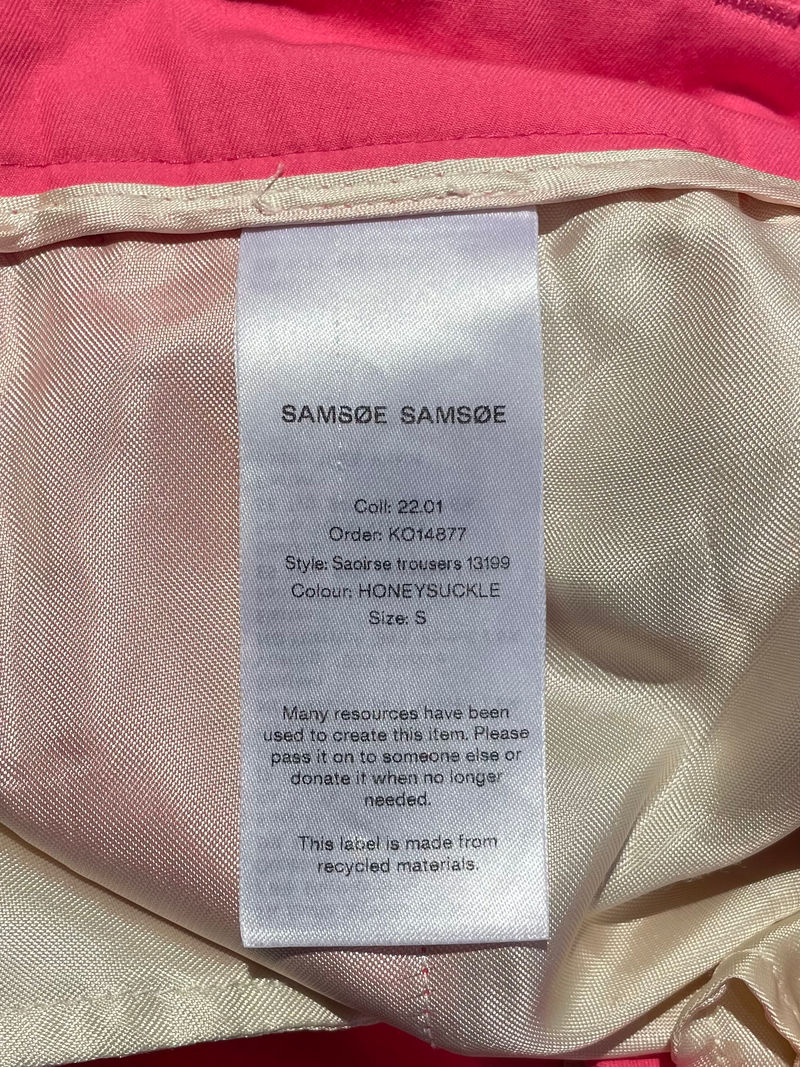 SAMSØE SAMSØE
Coll: 22.01
Order: KO14877
Style: Saoirse trousers 13199
Colour: HONEYSUCKLE
Size: S
Many resources have been
used to create this item. Please
pass it on to someone else or
donate it when no longer
needed.
This label is made from
recycled materials.